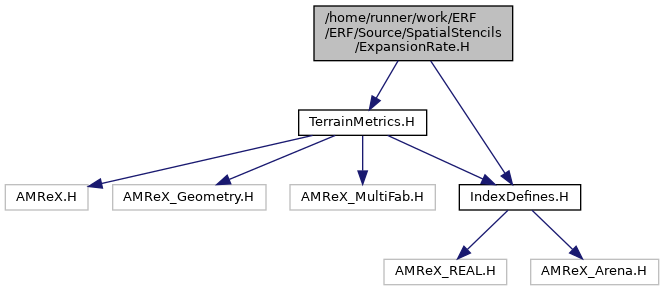 /home/runner/work/ERF
/ERF/Source/SpatialStencils
/ExpansionRate.H
TerrainMetrics.H
AMReX.H
AMReX_Geometry.H
AMReX_MultiFab.H
IndexDefines.H
AMReX_REAL.H
AMReX_Arena.H